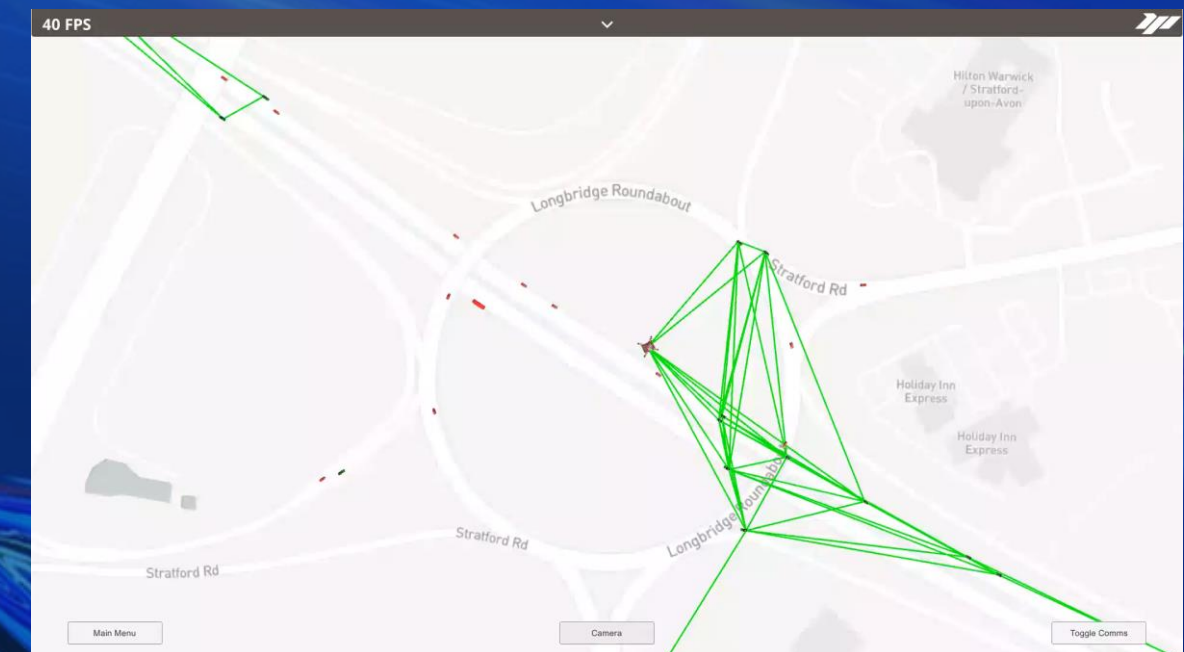 40 FPS
Hilton Warwick
/ Stratford-
upon-Avon
Longbridge Roundabout
Stratford Rd
Holiday Inn
Express
Holiday Inn
Express
Longbridge Roundabout
Stratford Rd
Stratford Rd
Main Menu
Camera
Toggle Comms